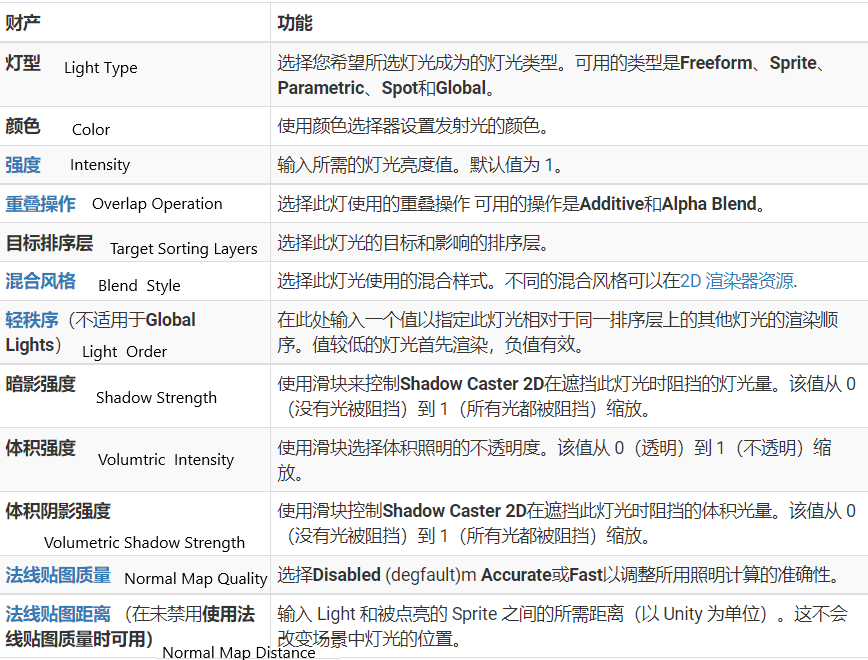 财产 功能
灯型 Light Type 选择您希望所选灯光成为的灯光类型。可用的类型是Freeform、Sprite、
Parametric、Spot和Global。
颜色 Color 使用颜色选择器设置发射光的颜色。
强度 Intensity 输入所需的灯光亮度值。默认值为 1。
重叠操作 Overlap Operation 选择此灯使用的重叠操作 可用的操作是Additive和Alpha Blend。
目标排序层 Target Sorting Layers 选择此灯光的目标和影响的排序层。
混合风格 Blend Style 选择此灯光使用的混合样式。不同的混合风格可以在2D 渲染器资源.
轻秩序（不适用于Global 在此处输入一个值以指定此灯光相对于同一排序层上的其他灯光的渲染顺
Lights） Light Order 序。值较低的灯光首先渲染，负值有效。
暗影强度 Shadow Strength 使用滑块来控制Shadow Caster 2D在遮挡此灯光时阻挡的灯光量。该值从 0
（没有光被阻挡）到 1（所有光都被阻挡）缩放。
体积强度 Volumtric Intensity 使用滑块选择体积照明的不透明度。该值从 0（透明）到 1（不透明）缩
放。
体积阴影强度 使用滑块控制Shadow Caster 2D在遮挡此灯光时阻挡的体积光量。该值从 0
Volumetric Shadow Strength （没有光被阻挡）到 1（所有光都被阻挡）缩放。
法线贴图质量 Normal Map Quality 选择Disabled (degfault)m Accurate或Fast以调整所用照明计算的准确性。
法线贴图距离 （在未禁用使用法 输入 Light 和被点亮的 Sprite 之间的所需距离（以 Unity 为单位）。这不会
线贴图质量时可用） Normal Map Distance 改变场景中灯光的位置。